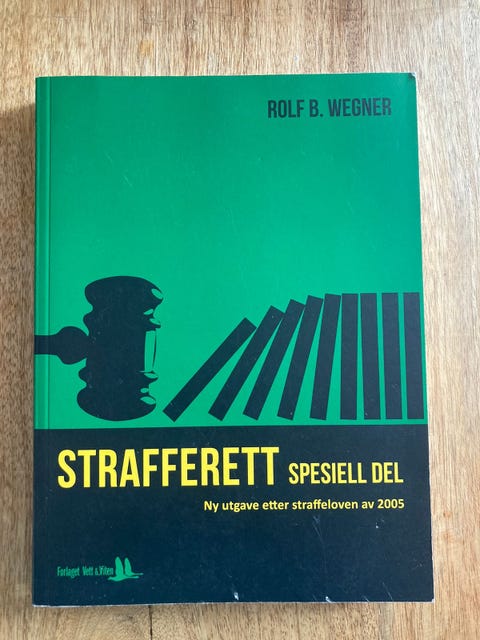 ROLF B. WEGNER
STRAFFERETT SPESIELL DEL
Ny utgave etter straffeloven av 2005
Forlaget Vett & Viten